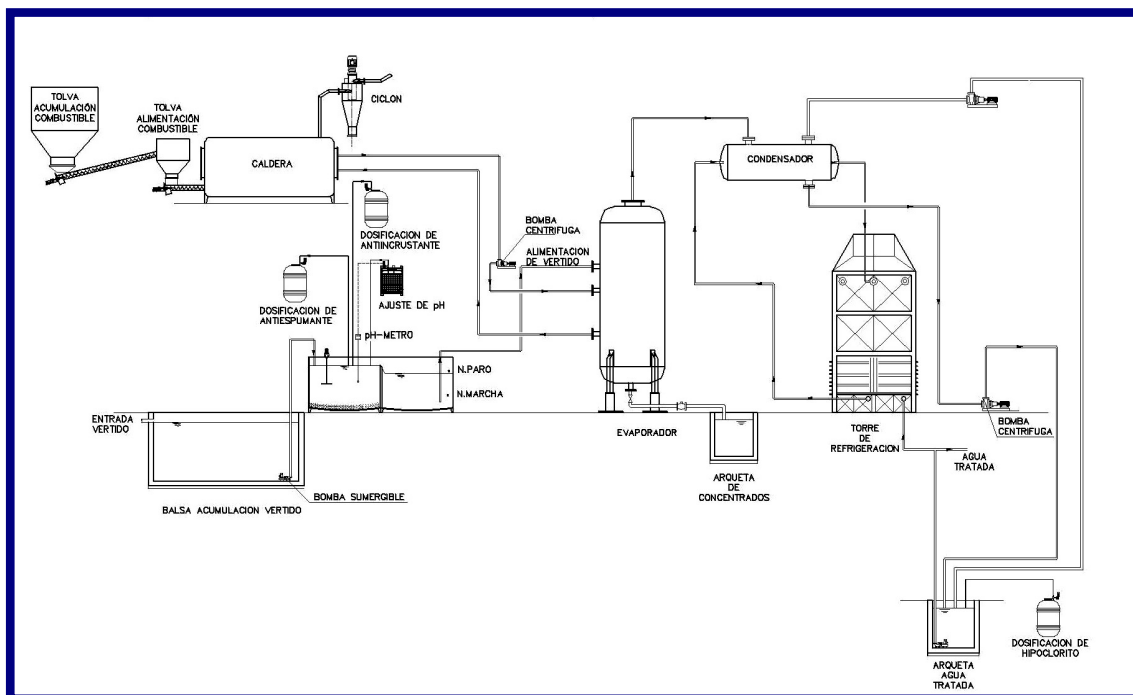 TOLVA
ACUMULACIÓN
COMBUSTIBLE
TOLVA
ALIMENTACIÓN
COMBUSTIBLE
CICLON
CALDERA
CONDENSADOR
DOSIFICACION DE
ANTIINCRUSTANTE
BOMBA
CENTRIFUGA
ALIMENTACION
DE VERTIDO
DOSIFICACION DE
ANTIESPUMANTE
AJUSTE DE pH
pH-METRO
N.PARO
N.MARCHA
ENTRADA
VERTIDO
BOMBA SUMERGIBLE
BALSA ACUMULACION VERTIDO
EVAPORADOR
ARQUETA
DE
CONCENTRADOS
TORRE
DE
REFRIGERACION
BOMBA
CENTRIFUGA
AGUA
TRATADA
ARQUETA
AGUA
TRATADA
DOSIFICACION DE
HIPOCLORITO